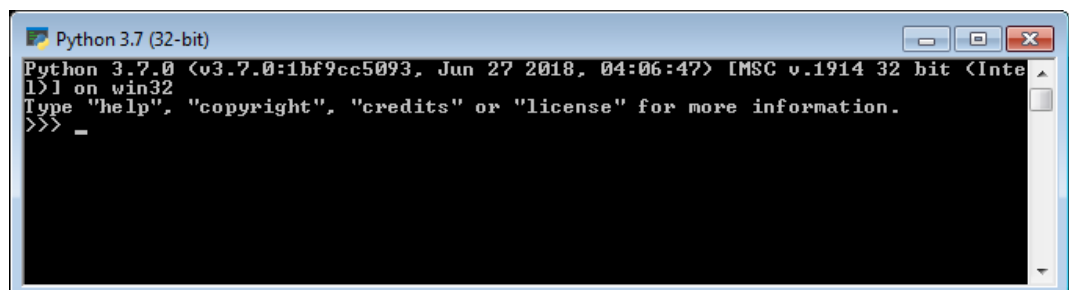 Python 3.7 (32-bit)
Python 3.7.0 (v3.7.0:1bf9cc5093, Jun 27 2018, 04:06:47) [MSC v.1914 32 bit (Inte
l)] on win32
Type "help", "copyright", "credits" or "license" for more information.
>>> _